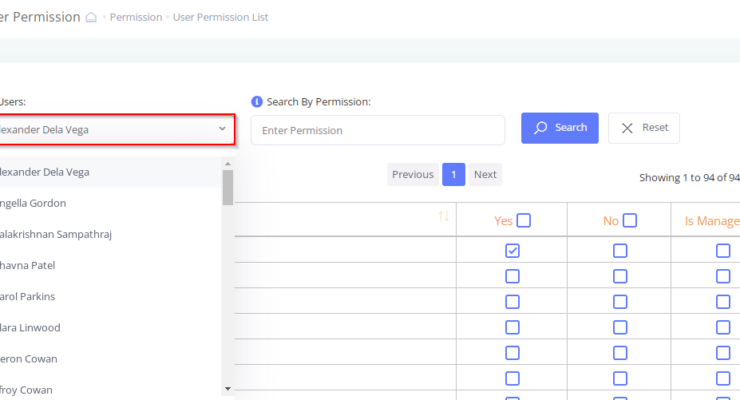 er Permission Permission User Permission List
Users:
Search By Permission:
lexander Dela Vega
Enter Permission
Search
Reset
lexander Dela Vega
Previous 1 Next
Showing 1 to 94 of 94
ngella Gordon
Yes No Is Manage
alakrishnan Sampathraj
havna Patel
arol Parkins
lara Linwood
eron Cowan
froy Cowan